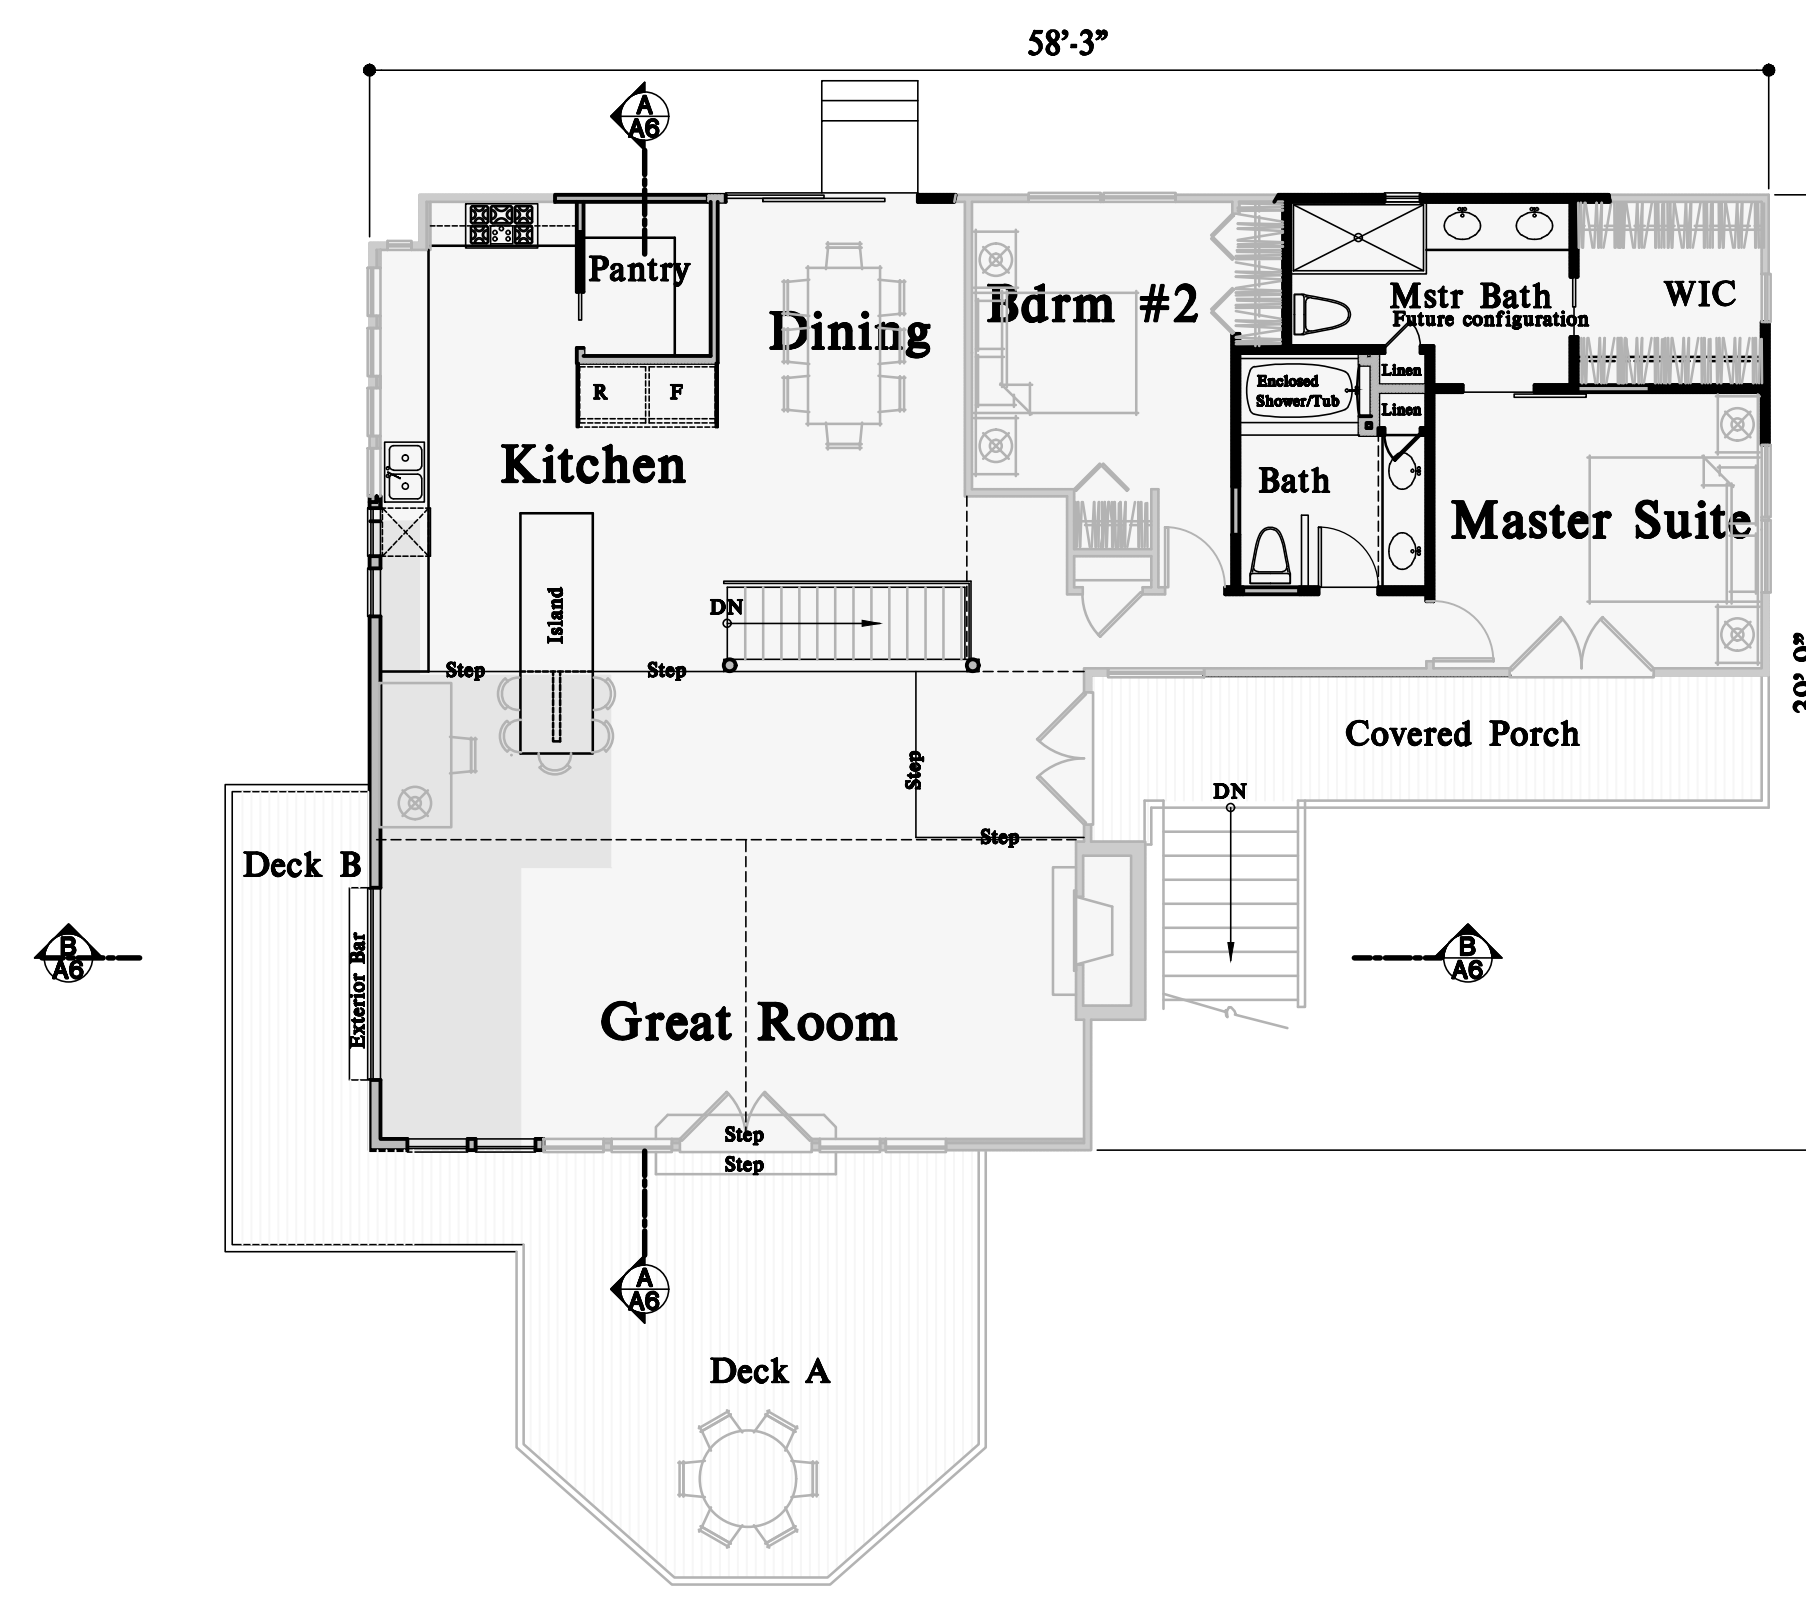 58’-3”
A
A6
Pantry
Dining
Bdrm #2
Mstr Bath
Future configuration
WIC
R F
Enclosed
Shower/Tub
Linen
Linen
Kitchen
Bath
Master Suite
Island
DN
Step
Step
Step
Step
Covered Porch
DN
Deck B
Exterior Bar
B
A6
B
A6
Great Room
Step
Step
A
A6
Deck A